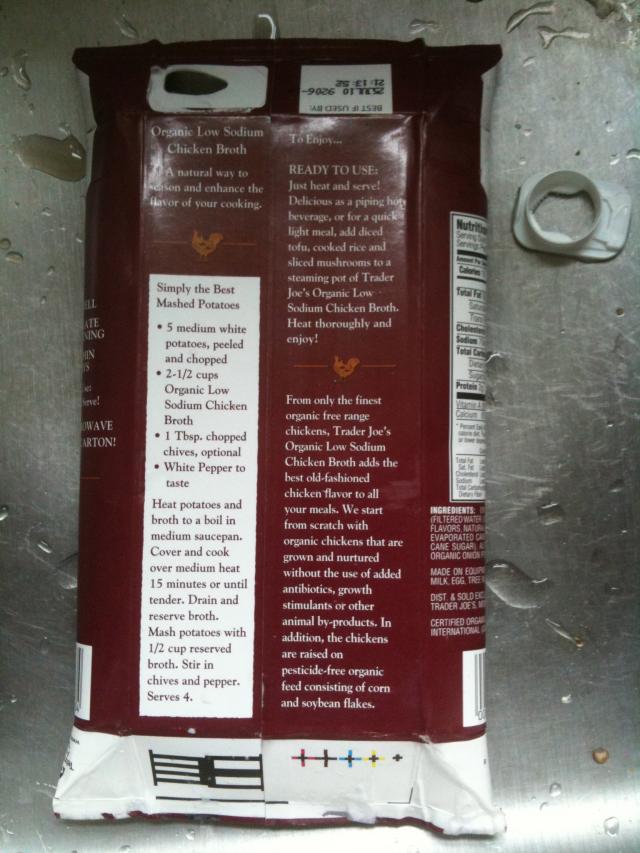 BEST IF USED BY:
25JUL10 9206-
21:13:52
Organic Low Sodium
Chicken Broth
A natural way to
season and enhance the
flavor of your cooking.
Simply the Best
Mashed Potatoes
• 5 medium white
potatoes, peeled
and chopped
• 2-1/2 cups
Organic Low
Sodium Chicken
Broth
• 1 Tbsp. chopped
chives, optional
• White Pepper to
taste
Heat potatoes and
broth to a boil in
medium saucepan.
Cover and cook
over medium heat
15 minutes or until
tender. Drain and
reserve broth.
Mash potatoes with
1/2 cup reserved
broth. Stir in
chives and pepper.
Serves 4.
To Enjoy...
READY TO USE:
Just heat and serve!
Delicious as a piping hot
beverage, or for a quick
light meal, add diced
tofu, cooked rice and
sliced mushrooms to a
steaming pot of Trader
Joe's Organic Low
Sodium Chicken Broth.
Heat thoroughly and
enjoy!
From only the finest
organic free range
chickens, Trader Joe's
Organic Low Sodium
Chicken Broth adds the
best old-fashioned
chicken flavor to all
your meals. We start
from scratch with
organic chickens that are
grown and nurtured
without the use of added
antibiotics, growth
stimulants or other
animal by-products. In
addition, the chickens
are raised on
pesticide-free organic
feed consisting of corn
and soybean flakes.
Calories
Total Fat
Sodium
Protein
Calcium
INGREDIENTS:
(FILTERED WATER
FLAVORS,
EVAPORATED
CANE SUGAR),
ORGANIC ONION
MADE ON
MILK, EGG, TREE
DIST. & SOLD
TRADER JOE'S,
CERTIFIED
INTERNATIONAL